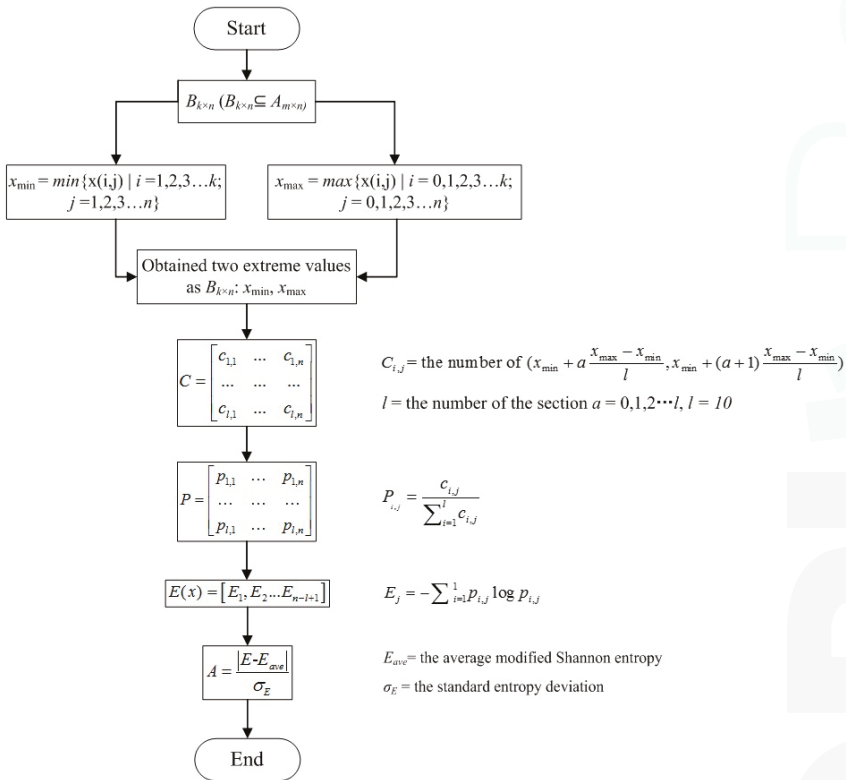 Start
B_{k×n} (B_{k×n} ⊆ A_{m×n})
x_min = min{x(i,j) | i =1,2,3…k;
j =1,2,3…n}
x_max = max{x(i,j) | i = 0,1,2,3…k;
j = 0,1,2,3…n}
Obtained two extreme values
as B_{k×n}: x_min, x_max
C = [c_{1,1} ... c_{1,n}
... ... ...
c_{l,1} ... c_{l,n}]
C_{i,j} = the number of (x_min + a (x_max − x_min)/l, x_min + (a+1) (x_max − x_min)/l)
l = the number of the section a = 0,1,2···l, l = 10
P = [p_{1,1} ... p_{1,n}
... ... ...
p_{l,1} ... p_{l,n}]
P_{i,j} = c_{i,j} / ∑_{i=1}^{l} c_{i,j}
E(x) = [E_1, E_2...E_{n-l+1}]
E_j = −∑_{i=1}^{1} p_{i,j} log p_{i,j}
A = |E-E_ave| / σ_E
E_ave= the average modified Shannon entropy
σ_E = the standard entropy deviation
End